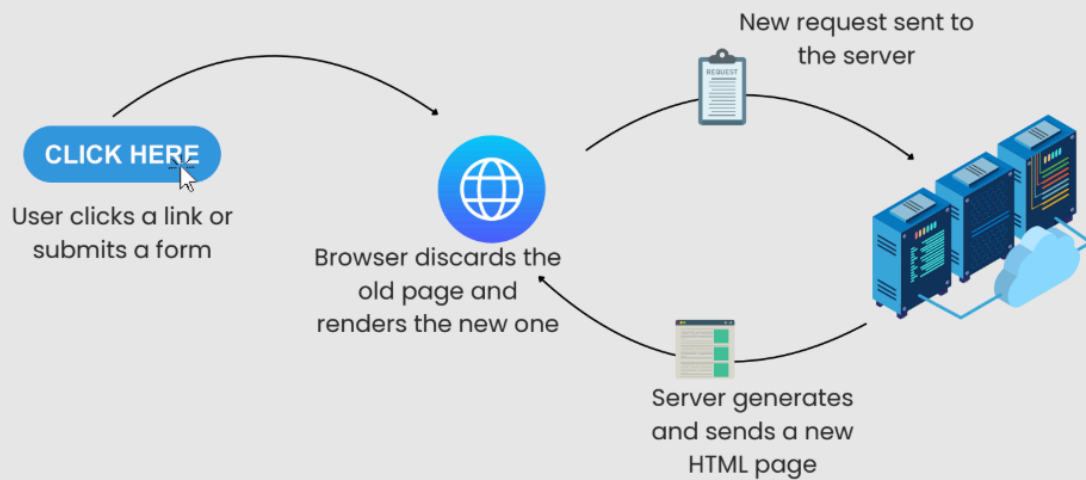 New request sent to
the server
REQUEST
CLICK HERE
User clicks a link or
submits a form
Browser discards the
old page and
renders the new one
Server generates
and sends a new
HTML page